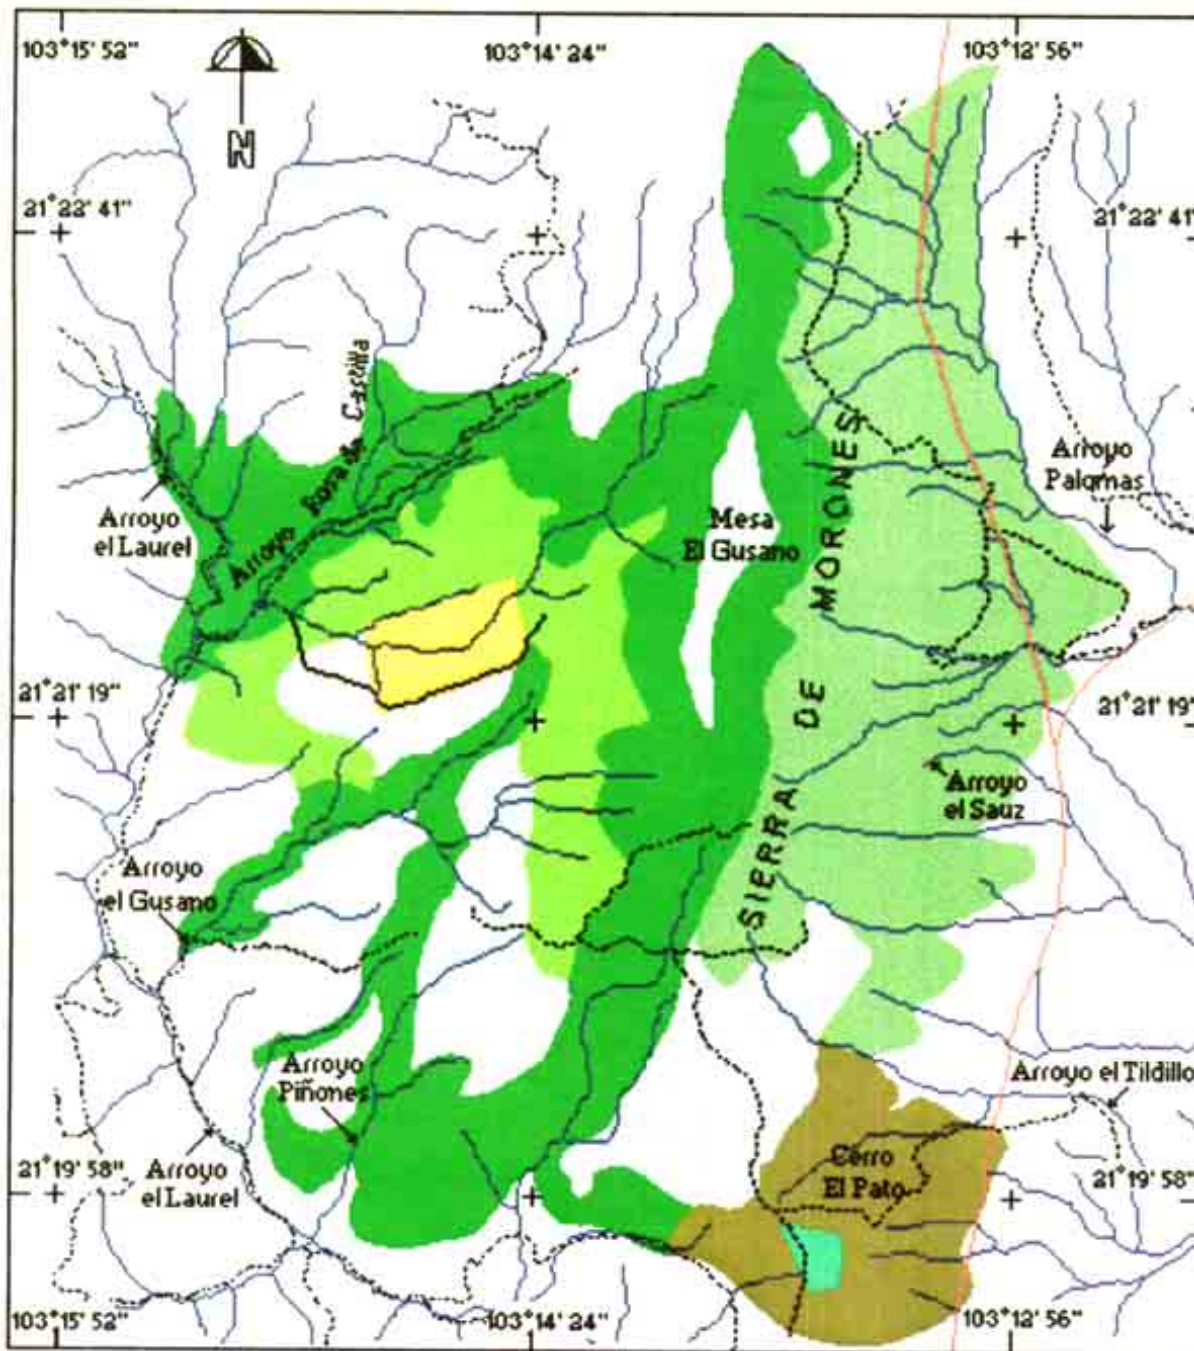 103°15' 52"
103°14' 24"
103°12' 56"
N
21°22' 41"
21°22' 41"
Arroyo Rosa de Castilla
Arroyo
el Laurel
Mesa
El Gusano
SIERRA DE MORONES
Arroyo
Palomas
21°21' 19"
21°21' 19"
Arroyo
el Sauz
Arroyo
el Gusano
Arroyo
Piñones
Arroyo el Tildillo
Arroyo
el Laurel
21°19' 58"
Cerro
El Pato
21°19' 58"
103°15' 52"
103°14' 24"
103°12' 56"